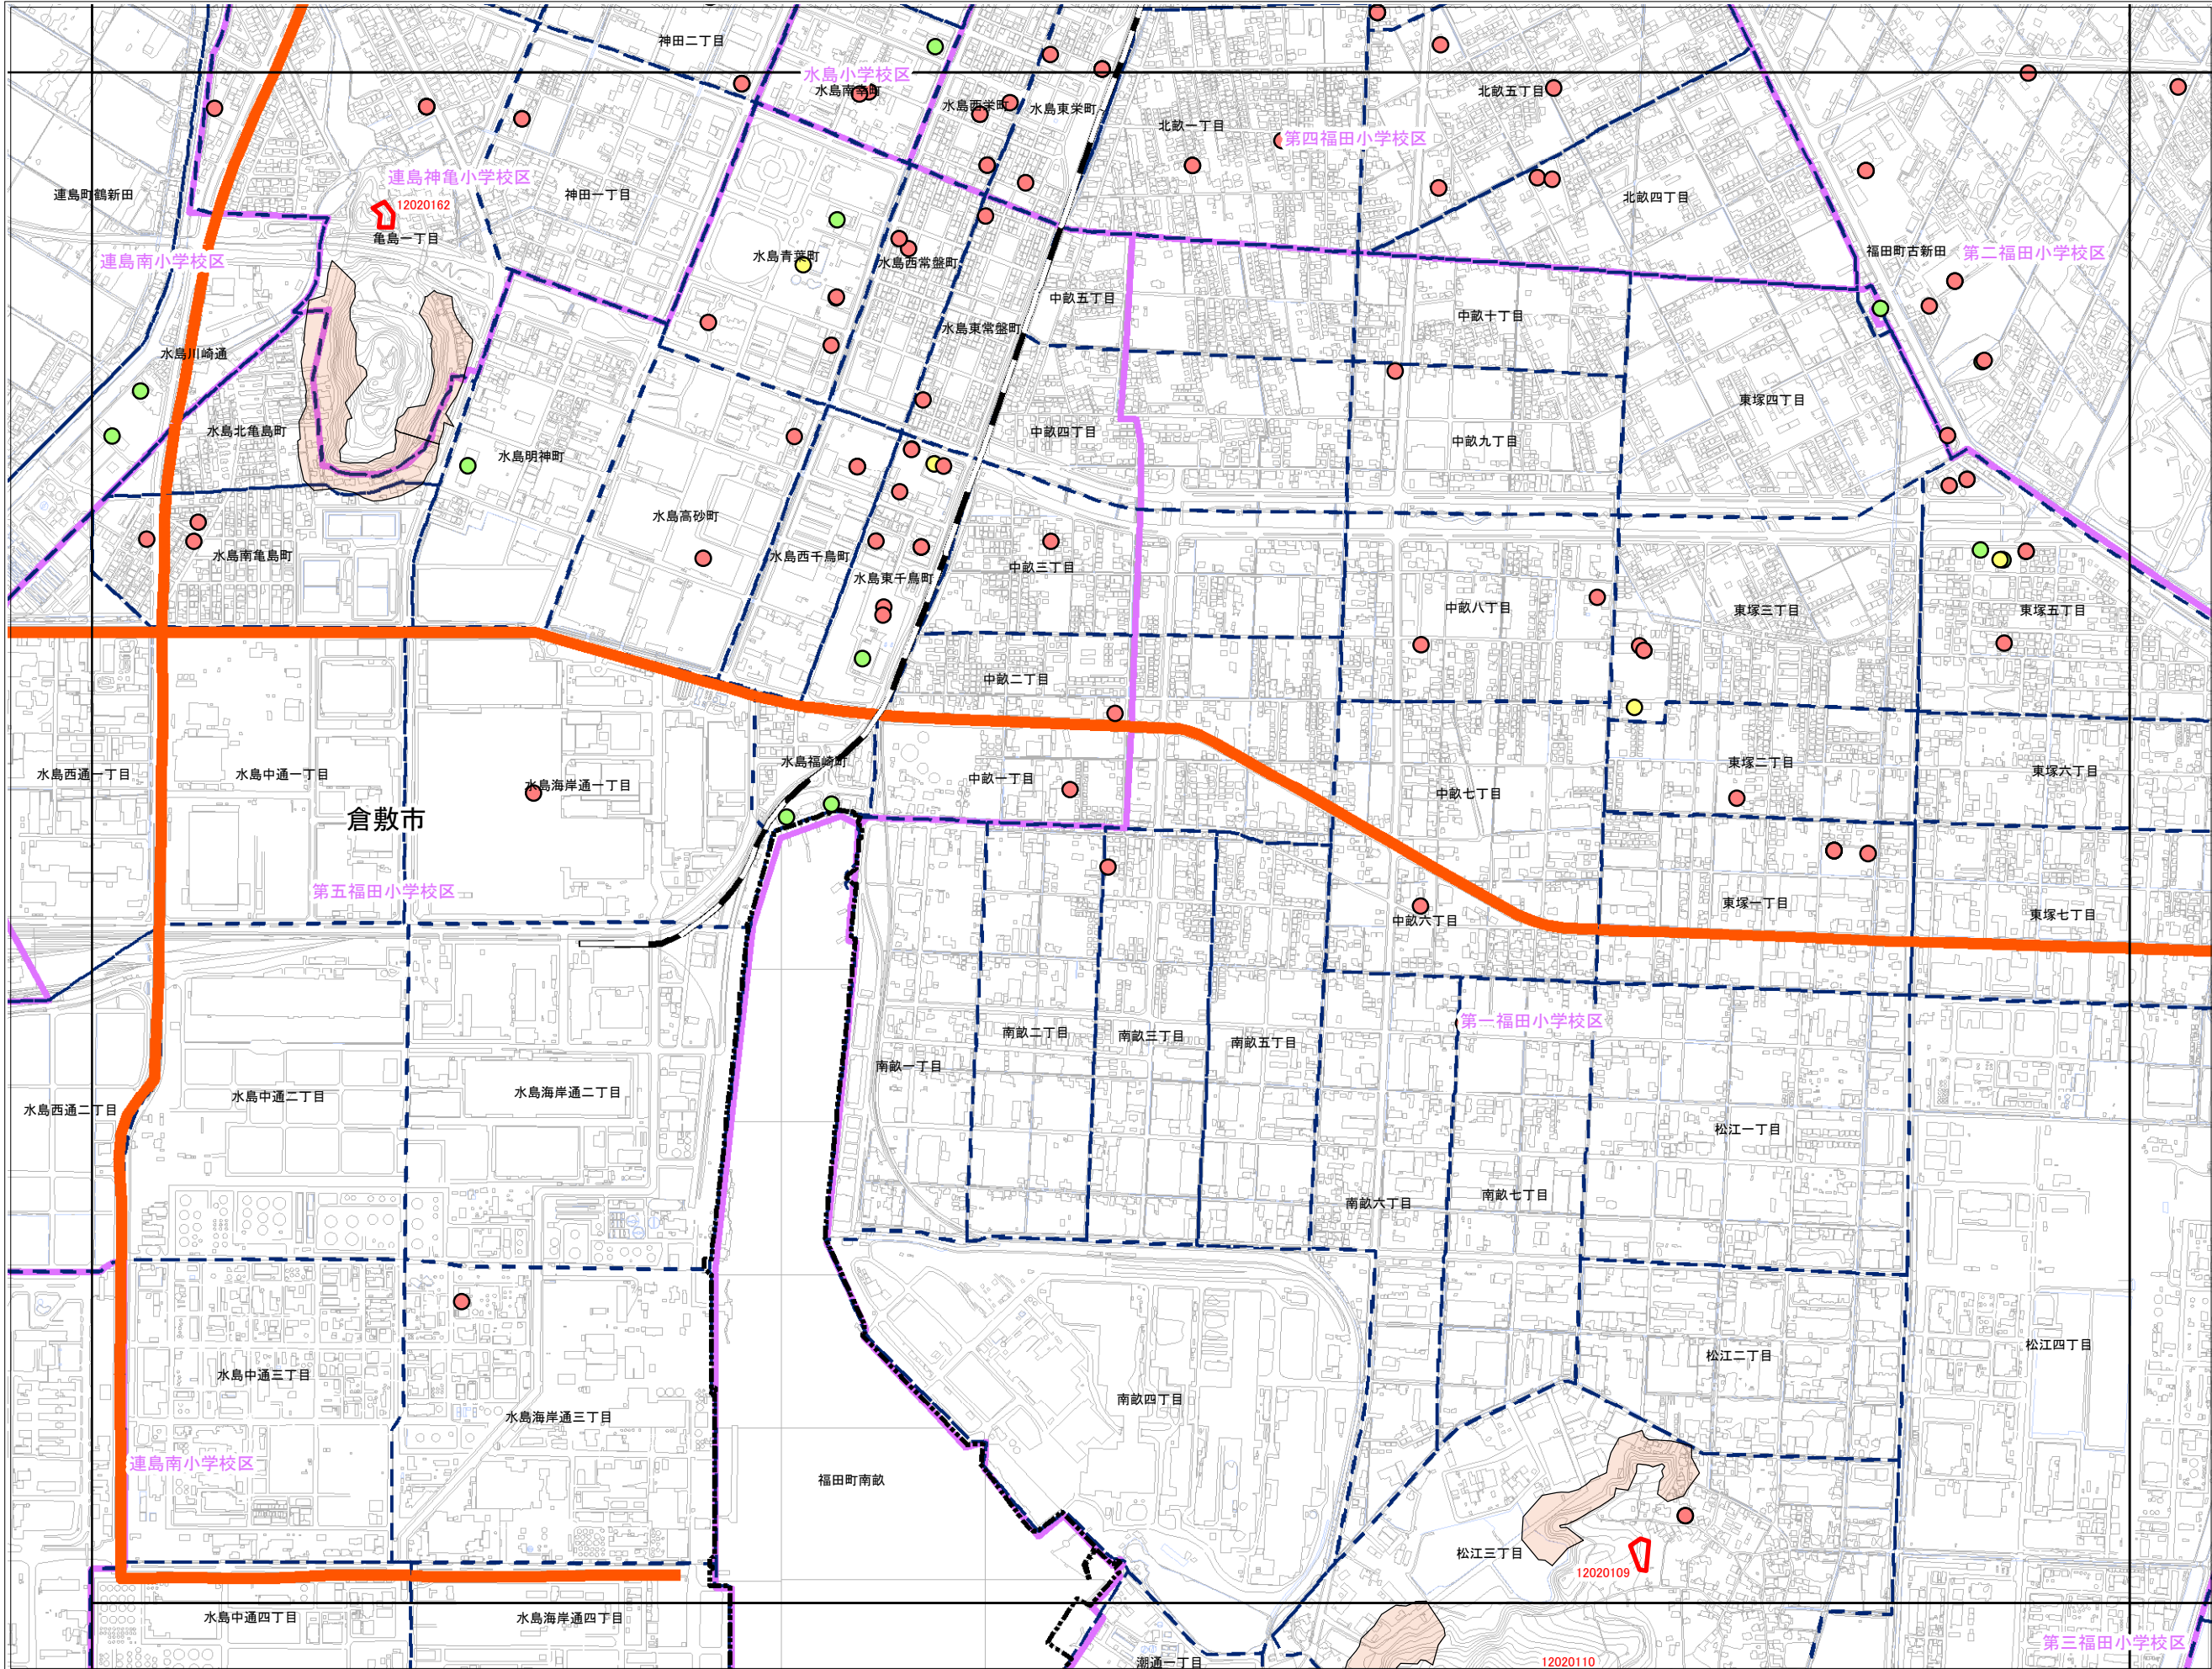 神田二丁目
水島小学校区
水島南幸町
水島西栄町
水島東栄町
北畝一丁目
北畝五丁目
第四福田小学校区
連島町鶴新田
連島神亀小学校区
神田一丁目
12020162
亀島一丁目
北畝四丁目
連島南小学校区
水島青葉町
水島西常盤町
福田町古新田
第二福田小学校区
中畝五丁目
中畝十丁目
水島東常盤町
水島川崎通
東塚四丁目
水島北亀島町
中畝四丁目
中畝九丁目
水島明神町
水島高砂町
水島南亀島町
水島西千鳥町
水島東千鳥町
中畝三丁目
中畝八丁目
東塚三丁目
東塚五丁目
中畝二丁目
水島西通一丁目
水島中通一丁目
水島海岸通一丁目
水島福崎町
中畝一丁目
中畝七丁目
東塚二丁目
東塚六丁目
倉敷市
第五福田小学校区
中畝六丁目
東塚一丁目
東塚七丁目
第一福田小学校区
南畝二丁目
南畝三丁目
南畝五丁目
南畝一丁目
水島西通二丁目
水島中通二丁目
水島海岸通二丁目
松江一丁目
南畝六丁目
南畝七丁目
水島中通三丁目
水島海岸通三丁目
南畝四丁目
松江二丁目
松江四丁目
連島南小学校区
福田町南畝
松江三丁目
12020109
水島中通四丁目
水島海岸通四丁目
潮通一丁目
12020110
第三福田小学校区